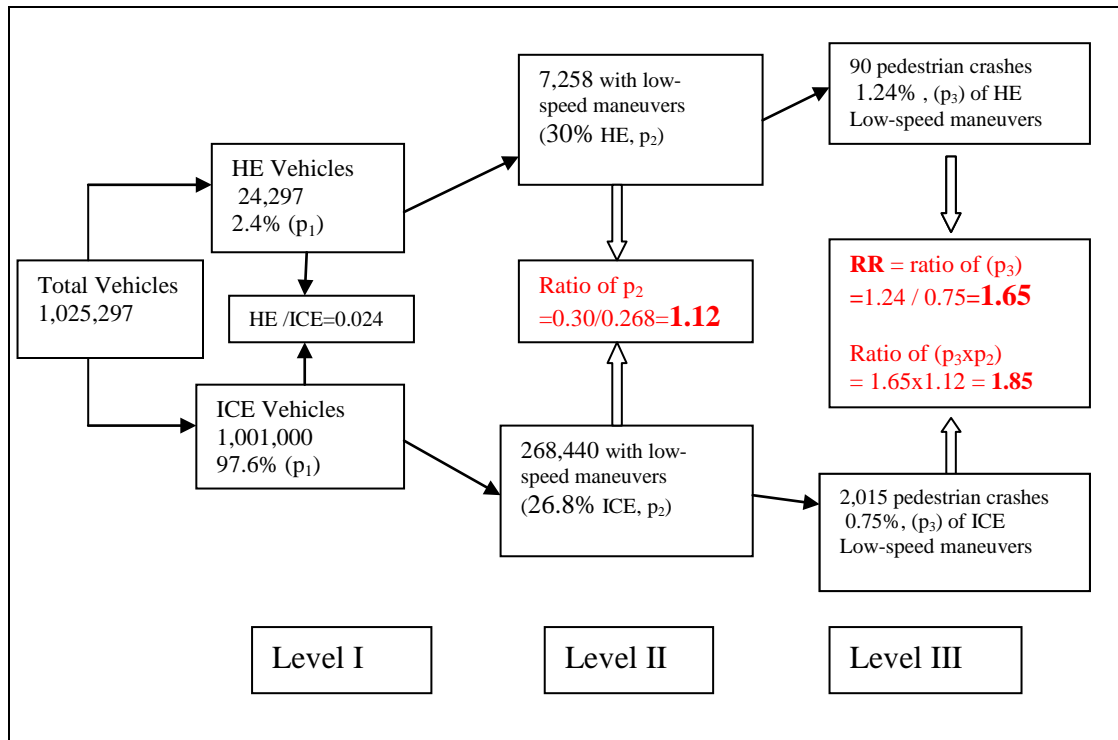 Total Vehicles
1,025,297
HE Vehicles
24,297
2.4% (p₁)
HE /ICE=0.024
ICE Vehicles
1,001,000
97.6% (p₁)
7,258 with low-
speed maneuvers
(30% HE, p₂)
Ratio of p₂
=0.30/0.268=1.12
268,440 with low-
speed maneuvers
(26.8% ICE, p₂)
90 pedestrian crashes
1.24% , (p₃) of HE
Low-speed maneuvers
RR = ratio of (p₃)
=1.24 / 0.75=1.65
Ratio of (p₃xp₂)
= 1.65x1.12 = 1.85
2,015 pedestrian crashes
0.75%, (p₃) of ICE
Low-speed maneuvers
Level I
Level II
Level III